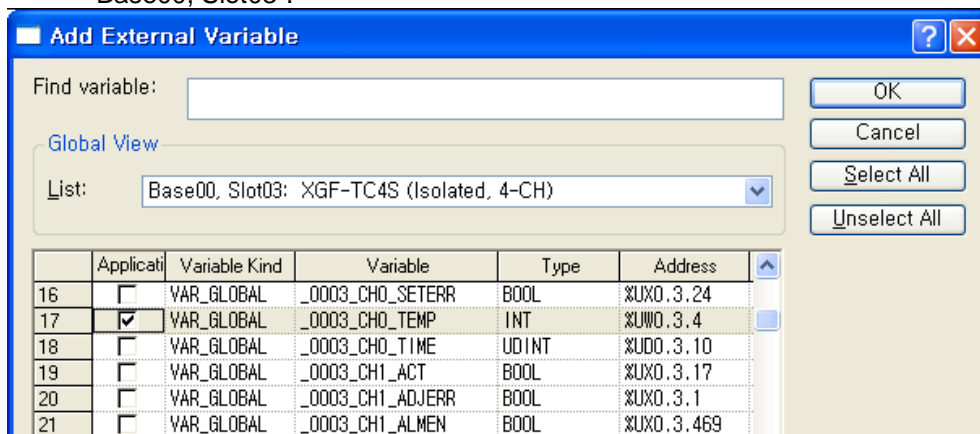 Base00, Slot03 .
Add External Variable
Find variable:
OK
Cancel
Global View
Select All
List: Base00, Slot03: XGF-TC4S (Isolated, 4-CH)
Unselect All
Applicati Variable Kind Variable Type Address
16 VAR_GLOBAL _0003_CH0_SETERR BOOL %UX0.3.24
17 VAR_GLOBAL _0003_CH0_TEMP INT %UW0.3.4
18 VAR_GLOBAL _0003_CH0_TIME UDINT %UD0.3.10
19 VAR_GLOBAL _0003_CH1_ACT BOOL %UX0.3.17
20 VAR_GLOBAL _0003_CH1_ADJERR BOOL %UX0.3.1
21 VAR_GLOBAL _0003_CH1_ALMEN BOOL %UX0.3.469